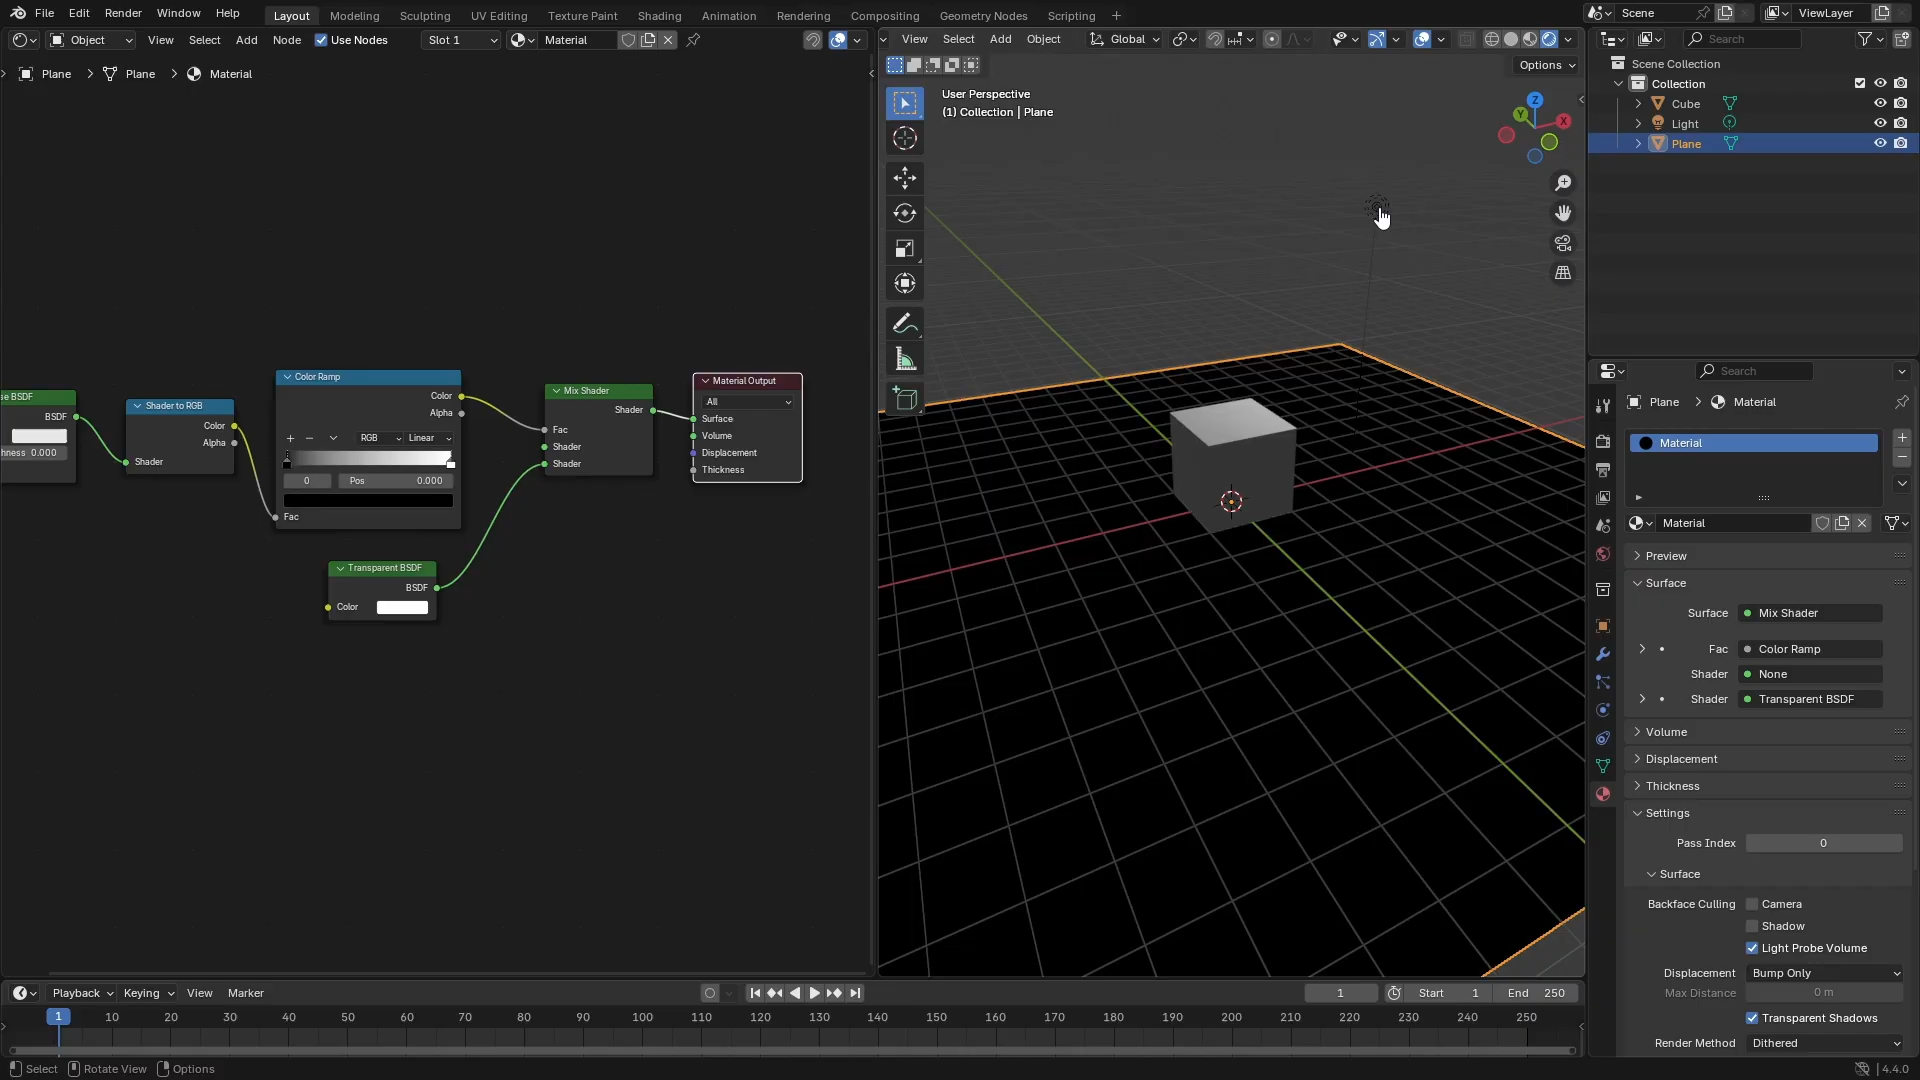 File Edit Render Window Help Layout Modeling Sculpting UV Editing Texture Paint Shading Animation Rendering Compositing Geometry Nodes Scripting + Scene ViewLayer
Object View Select Add Node Use Nodes Slot 1 Material
View Select Add Object Global
Search
Plane > Plane > Material
Options
User Perspective
(1) Collection | Plane
Z
Y
X
Scene Collection
Collection
Cube
Light
Plane
se BSDF
BSDF
hness 0.000
Shader to RGB
Color
Alpha
Shader
Color Ramp
Color
Alpha
RGB Linear
0 Pos 0.000
Fac
Mix Shader
Shader
Fac
Shader
Shader
Material Output
All
Surface
Volume
Displacement
Thickness
Transparent BSDF
BSDF
Color
Search
Plane > Material
Material
Material
Preview
Surface
Surface Mix Shader
Fac Color Ramp
Shader None
Shader Transparent BSDF
Volume
Displacement
Thickness
Settings
Pass Index 0
Surface
Backface Culling Camera
Shadow
Light Probe Volume
Displacement Bump Only
Max Distance 0 m
Transparent Shadows
Render Method Dithered
Playback Keying View Marker
1 Start 1 End 250
1 10 20 30 40 50 60 70 80 90 100 110 120 130 140 150 160 170 180 190 200 210 220 230 240 250
Select Rotate View Options
4.4.0